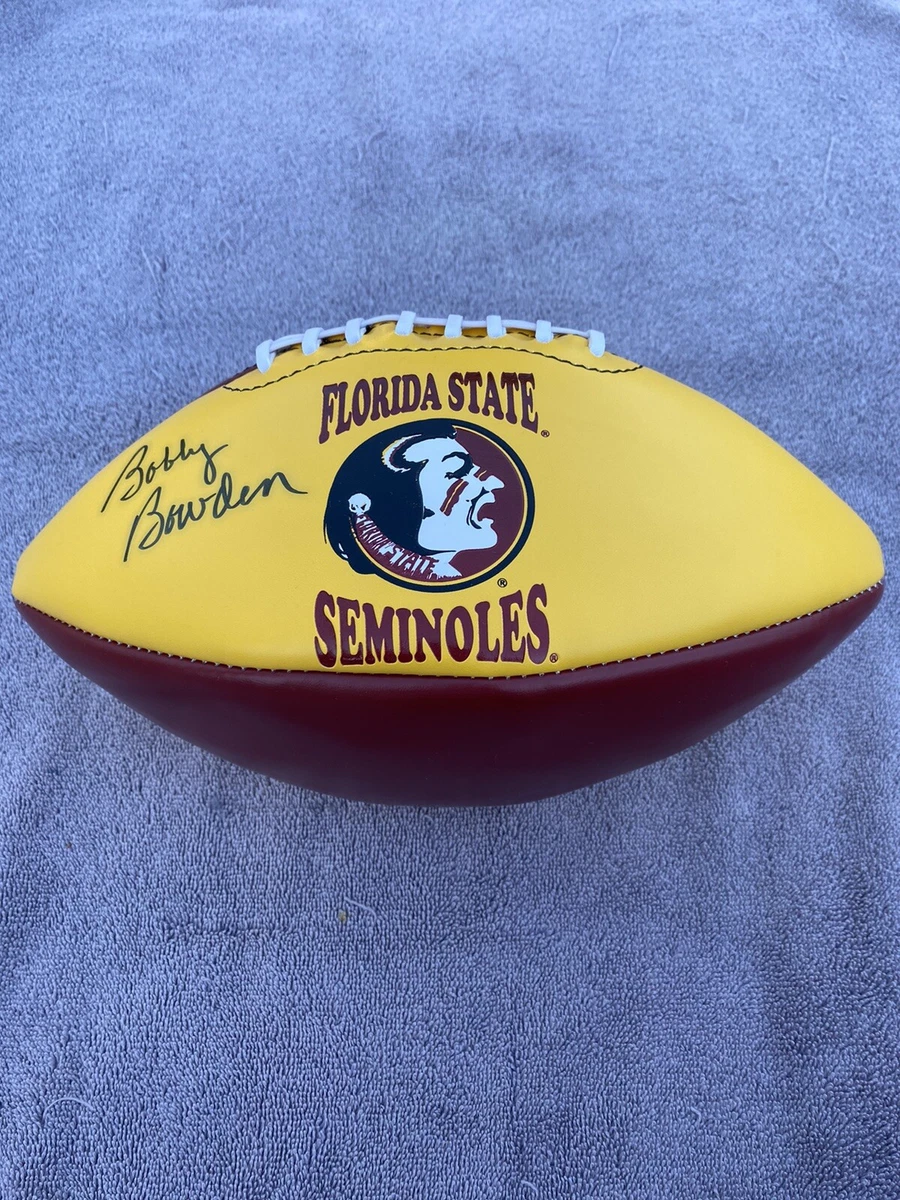 FLORIDA STATE®
Bobby
Bowden
FLORIDA STATE
®
SEMINOLES®